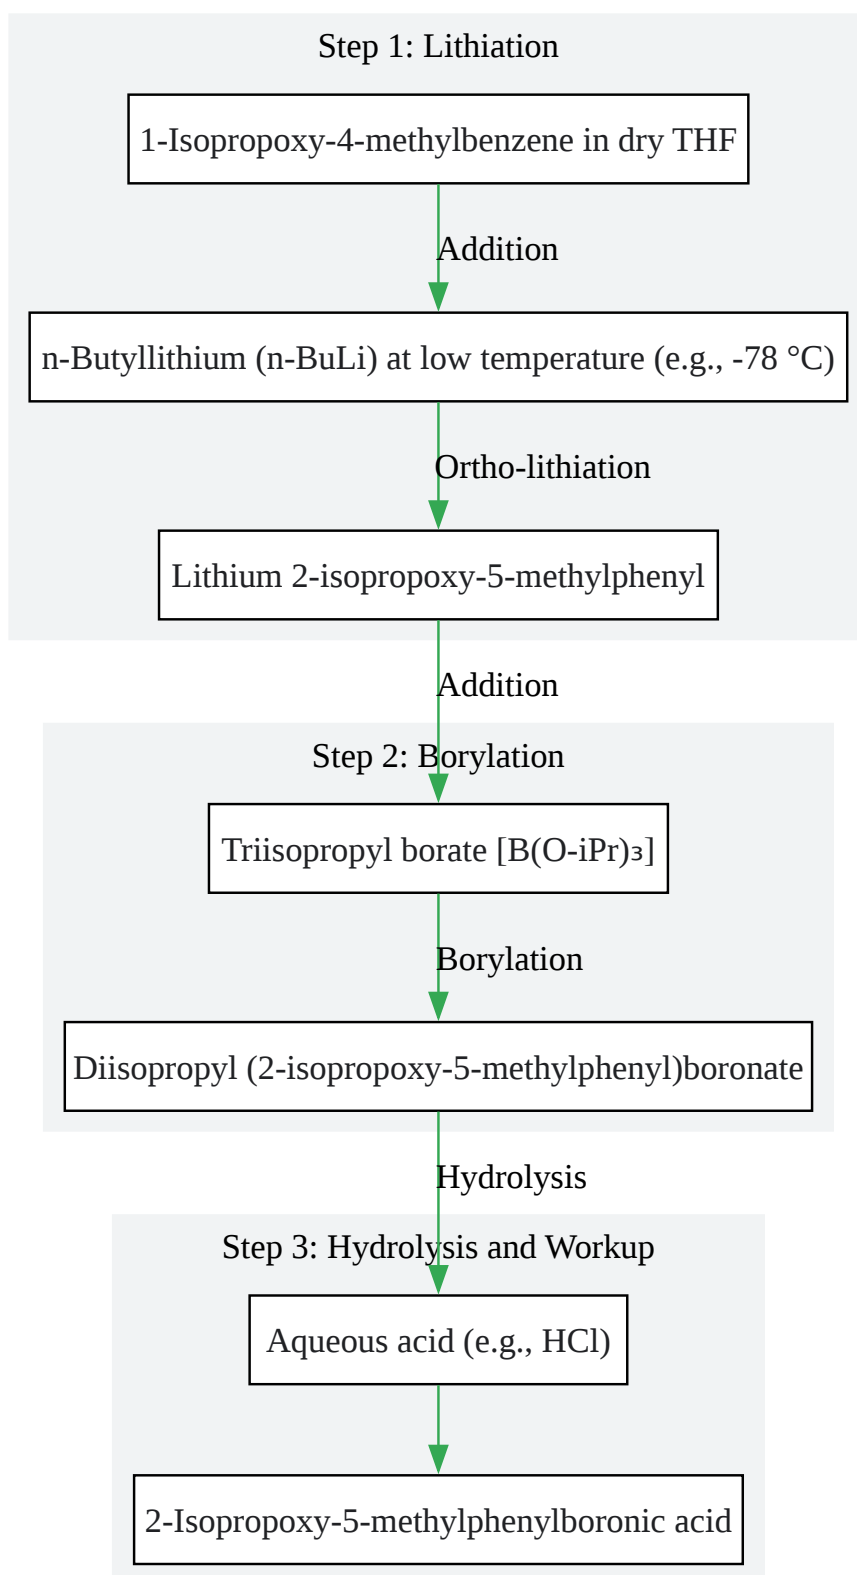 Step 1: Lithiation
1-Isopropoxy-4-methylbenzene in dry THF
Addition
n-Butyllithium (n-BuLi) at low temperature (e.g., -78 °C)
Ortho-lithiation
Lithium 2-isopropoxy-5-methylphenyl
Addition
Step 2: Borylation
Triisopropyl borate [B(O-iPr)₃]
Borylation
Diisopropyl (2-isopropoxy-5-methylphenyl)boronate
Hydrolysis
Step 3: Hydrolysis and Workup
Aqueous acid (e.g., HCl)
2-Isopropoxy-5-methylphenylboronic acid